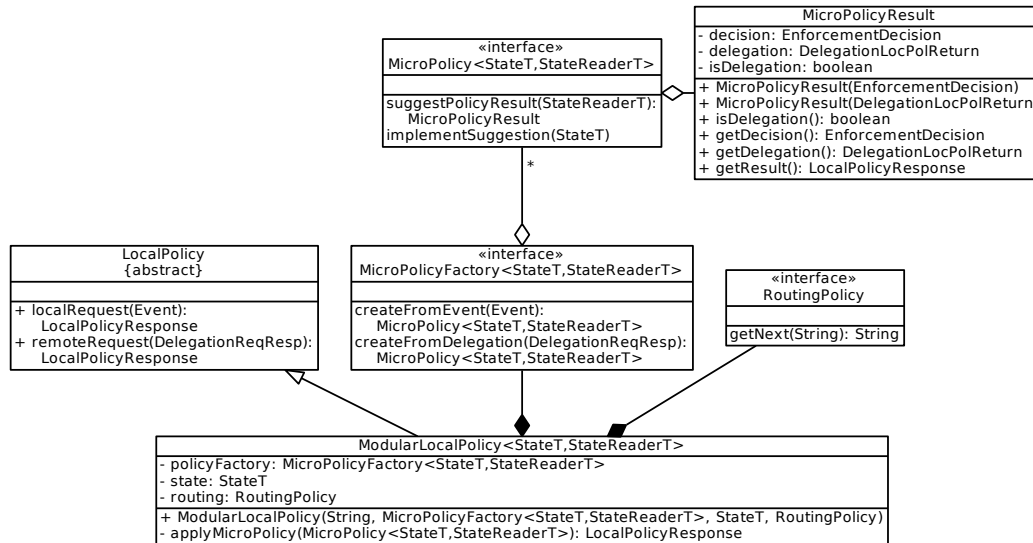 MicroPolicyResult
- decision: EnforcementDecision
- delegation: DelegationLocPolReturn
- isDelegation: boolean
+ MicroPolicyResult(EnforcementDecision)
+ MicroPolicyResult(DelegationLocPolReturn
+ isDelegation(): boolean
+ getDecision(): EnforcementDecision
+ getDelegation(): DelegationLocPolReturn
+ getResult(): LocalPolicyResponse
«interface»
MicroPolicy<StateT,StateReaderT>
suggestPolicyResult(StateReaderT):
MicroPolicyResult
implementSuggestion(StateT)
*
LocalPolicy
{abstract}
+ localRequest(Event):
LocalPolicyResponse
+ remoteRequest(DelegationReqResp):
LocalPolicyResponse
«interface»
MicroPolicyFactory<StateT,StateReaderT>
createFromEvent(Event):
MicroPolicy<StateT,StateReaderT>
createFromDelegation(DelegationReqResp):
MicroPolicy<StateT,StateReaderT>
«interface»
RoutingPolicy
getNext(String): String
ModularLocalPolicy<StateT,StateReaderT>
- policyFactory: MicroPolicyFactory<StateT,StateReaderT>
- state: StateT
- routing: RoutingPolicy
+ ModularLocalPolicy(String, MicroPolicyFactory<StateT,StateReaderT>, StateT, RoutingPolicy)
- applyMicroPolicy(MicroPolicy<StateT,StateReaderT>): LocalPolicyResponse